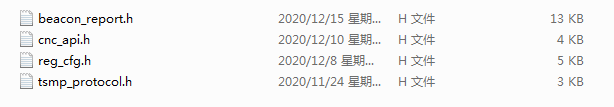 beacon_report.h 2020/12/15 星期... H 文件 13 KB
cnc_api.h 2020/12/10 星期... H 文件 4 KB
reg_cfg.h 2020/12/8 星期... H 文件 5 KB
tsmp_protocol.h 2020/11/24 星期... H 文件 3 KB